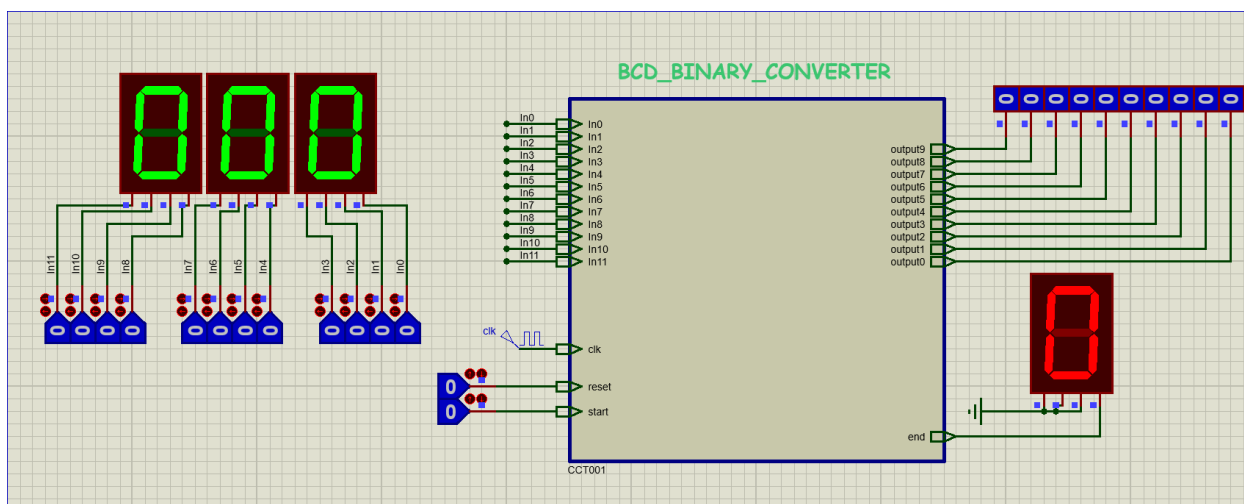 BCD_BINARY_CONVERTER
0 0 0
In11
In10
In9
In8
In7
In6
In5
In4
In3
In2
In1
In0
0 0 0 0
0 0 0 0
0 0 0 0
In0 In0
In1 In1
In2 In2
In3 In3
In4 In4
In5 In5
In6 In6
In7 In7
In8 In8
In9 In9
In10 In10
In11 In11
clk clk
0 reset
0 start
CCT001
0 0 0 0 0 0 0 0 0 0
output9
output8
output7
output6
output5
output4
output3
output2
output1
output0
0
end